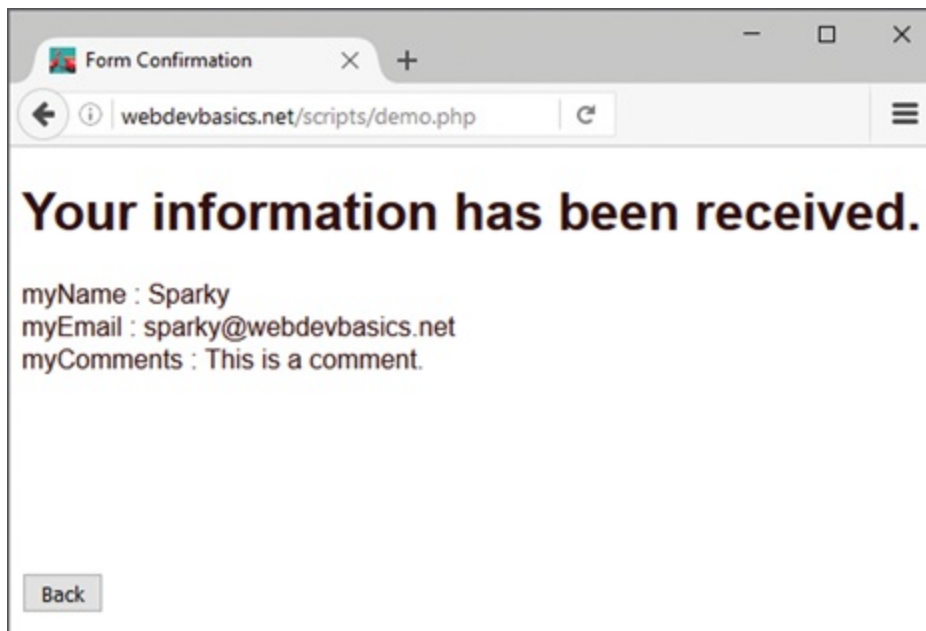 Form Confirmation
webdevbasics.net/scripts/demo.php
Your information has been received.
myName : Sparky
myEmail : sparky@webdevbasics.net
myComments : This is a comment.
Back